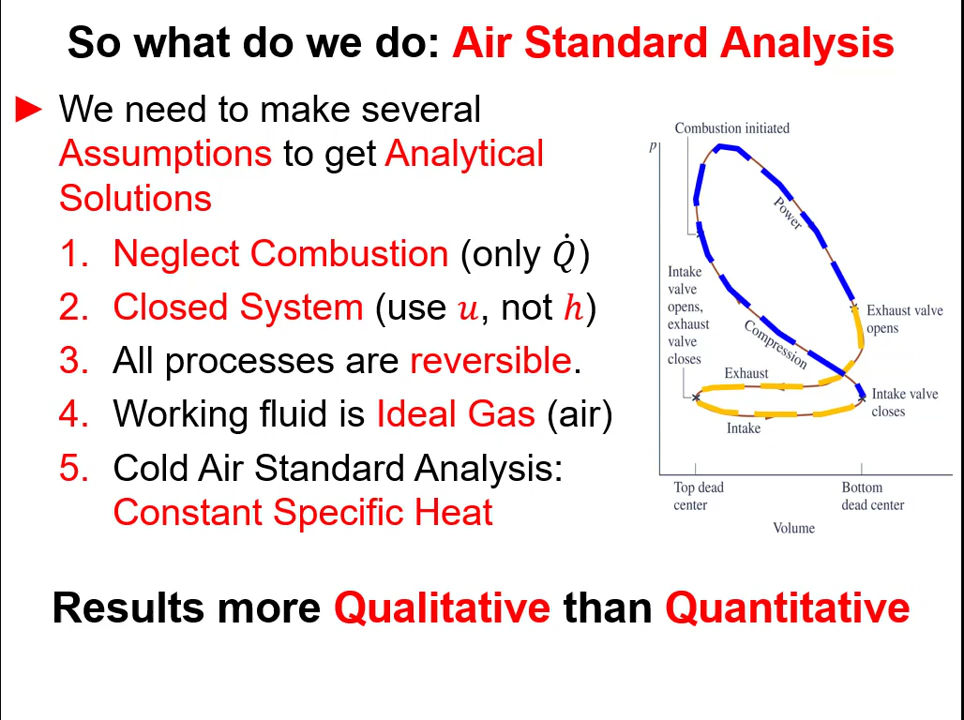 So what do we do: Air Standard Analysis
► We need to make several
Assumptions to get Analytical
Solutions
1. Neglect Combustion (only Q̇)
2. Closed System (use u, not h)
3. All processes are reversible.
4. Working fluid is Ideal Gas (air)
5. Cold Air Standard Analysis:
Constant Specific Heat
Combustion initiated
p
Power
Intake
valve
opens,
exhaust
valve
closes
Exhaust valve
opens
Compression
Exhaust
Intake valve
closes
Intake
Top dead
center
Bottom
dead center
Volume
Results more Qualitative than Quantitative